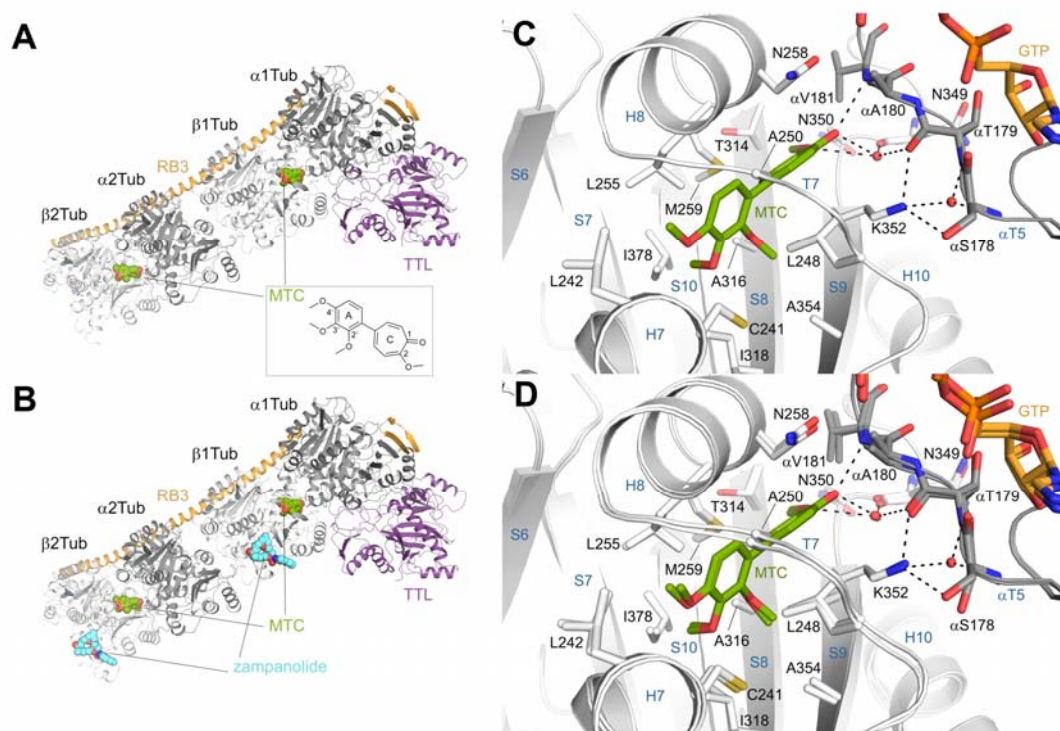 A
α1Tub
β1Tub
RB3
α2Tub
β2Tub
TTL
MTC
4'
A
3'
2'
O
O
O
C
1
O
2
O
B
α1Tub
β1Tub
RB3
α2Tub
β2Tub
TTL
MTC
zampanolide
C
N258
GTP
αV181
N349
H8
N350
αA180
αT179
T314
A250
S6
L255
T7
M259
MTC
S7
K352
αT5
I378
L248
αS178
L242
S10
A316
H10
S8
S9
A354
H7
C241
I318
D
N258
GTP
αV181
N349
H8
N350
αA180
αT179
T314
A250
S6
L255
T7
M259
MTC
S7
K352
αT5
I378
L248
αS178
L242
S10
A316
H10
S8
S9
A354
H7
C241
I318